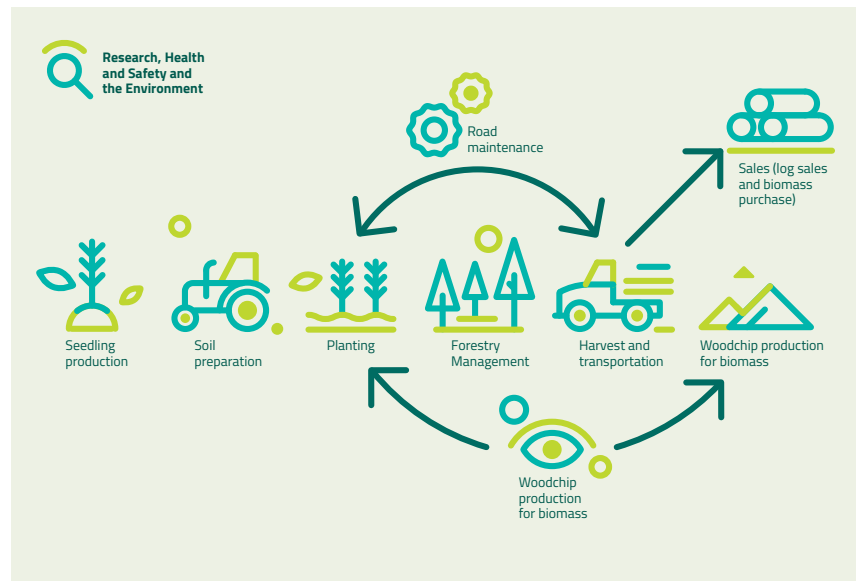 Research, Health
and Safety and
the Environment
Road
maintenance
Sales (log sales
and biomass
purchase)
Seedling
production
Soil
preparation
Planting
Forestry
Management
Harvest and
transportation
Woodchip production
for biomass
Woodchip
production
for biomass